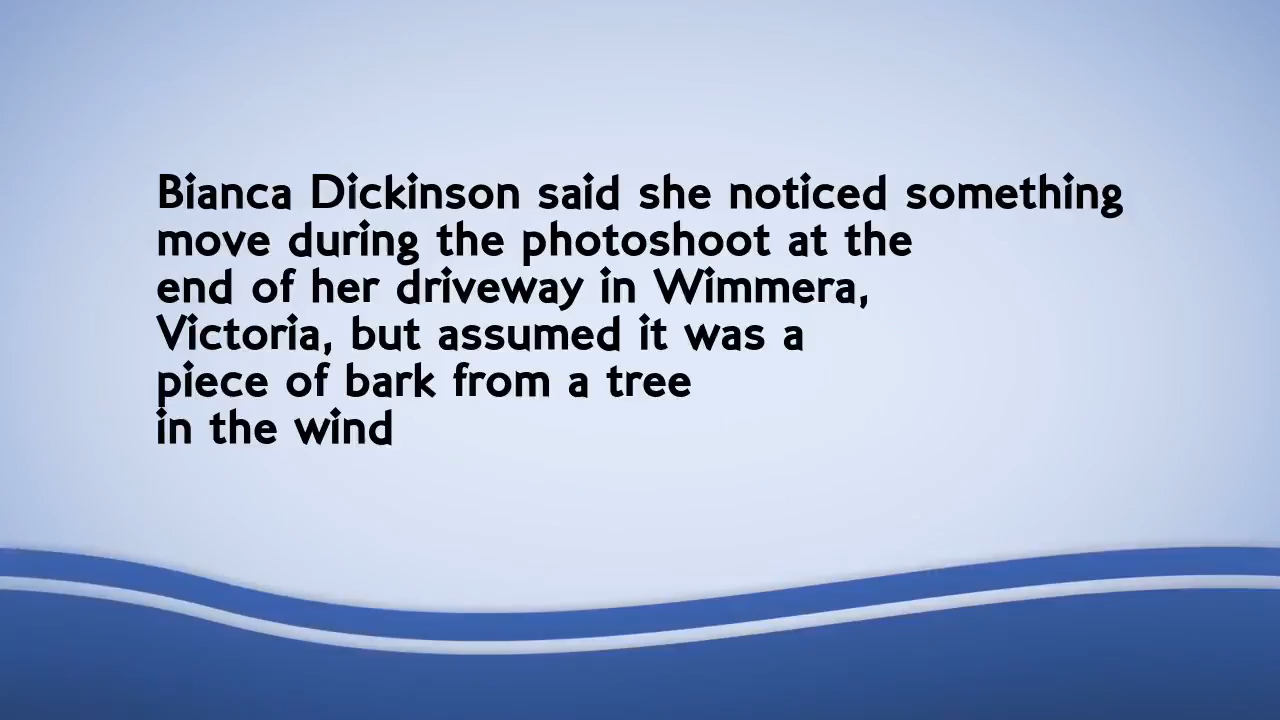 Bianca Dickinson said she noticed something
move during the photoshoot at the
end of her driveway in Wimmera,
Victoria, but assumed it was a
piece of bark from a tree
in the wind